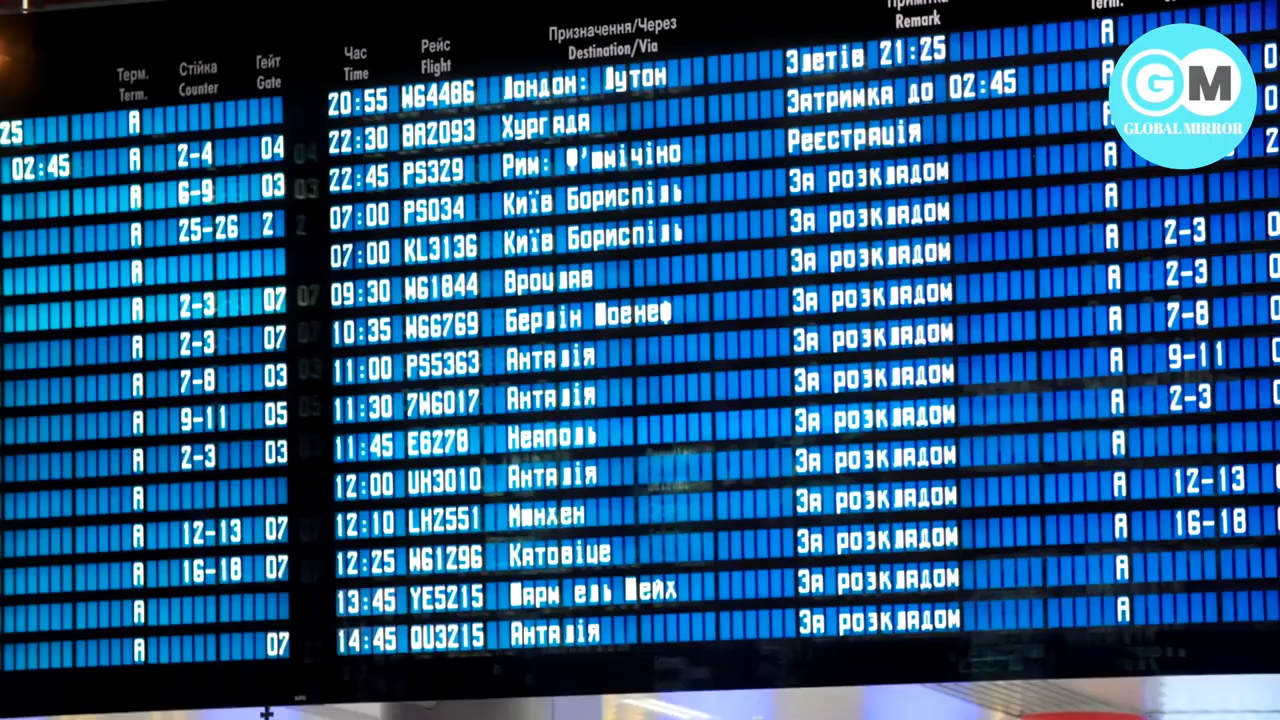 Примітка
Remark
Term.
Призначення/Через
Destination/Via
Рейс
Flight
Час
Time
Гейт
Gate
Стійка
Counter
Терм.
Term.
GM
GLOBAL MIRROR
25 A
02:45 A 2-4 04
A 6-9 03
A 25-26 2
A
A 2-3 07
A 2-3 07
A 7-8 03
A 9-11 05
A 2-3 03
A
A 12-13 07
A 16-18 07
A
A 07
20:55 W64486 Лондон: Лутон Злетів 21:25 A
22:30 BA2093 Хургада Затримка до 02:45 A
22:45 PS329 Рим: Ф'юмічіно Реєстрація A
07:00 PS034 Київ Бориспіль За розкладом A
07:00 KL3136 Київ Бориспіль За розкладом A
09:30 W61844 Вроцлав За розкладом A 2-3
10:35 W66769 Берлін Шоенеф За розкладом A 2-3
11:00 PS5363 Анталія За розкладом A 7-8
11:30 7W6017 Анталія За розкладом A 9-11
11:45 E6278 Неаполь За розкладом A 2-3
12:00 UH3010 Анталія За розкладом A
12:10 LH2551 Мюнхен За розкладом A 12-13
12:25 W61296 Катовіце За розкладом A 16-18
13:45 YE5215 Шарм ель Шейх За розкладом A
14:45 QU3215 Анталія За розкладом A